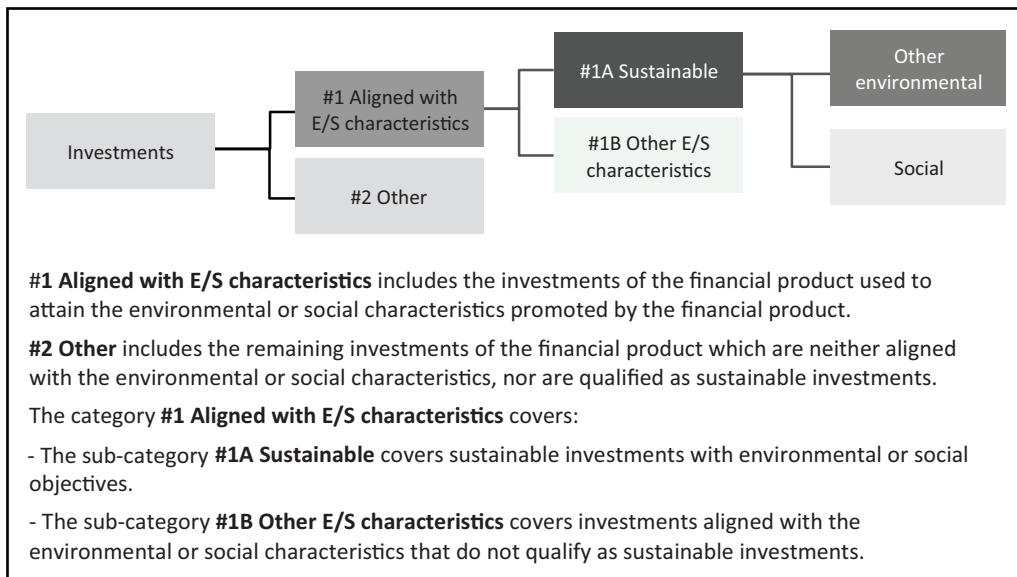 Investments
#1 Aligned with
E/S characteristics
#2 Other
#1A Sustainable
#1B Other E/S
characteristics
Other
environmental
Social
#1 Aligned with E/S characteristics includes the investments of the financial product used to
attain the environmental or social characteristics promoted by the financial product.
#2 Other includes the remaining investments of the financial product which are neither aligned
with the environmental or social characteristics, nor are qualified as sustainable investments.
The category #1 Aligned with E/S characteristics covers:
- The sub-category #1A Sustainable covers sustainable investments with environmental or social
objectives.
- The sub-category #1B Other E/S characteristics covers investments aligned with the
environmental or social characteristics that do not qualify as sustainable investments.